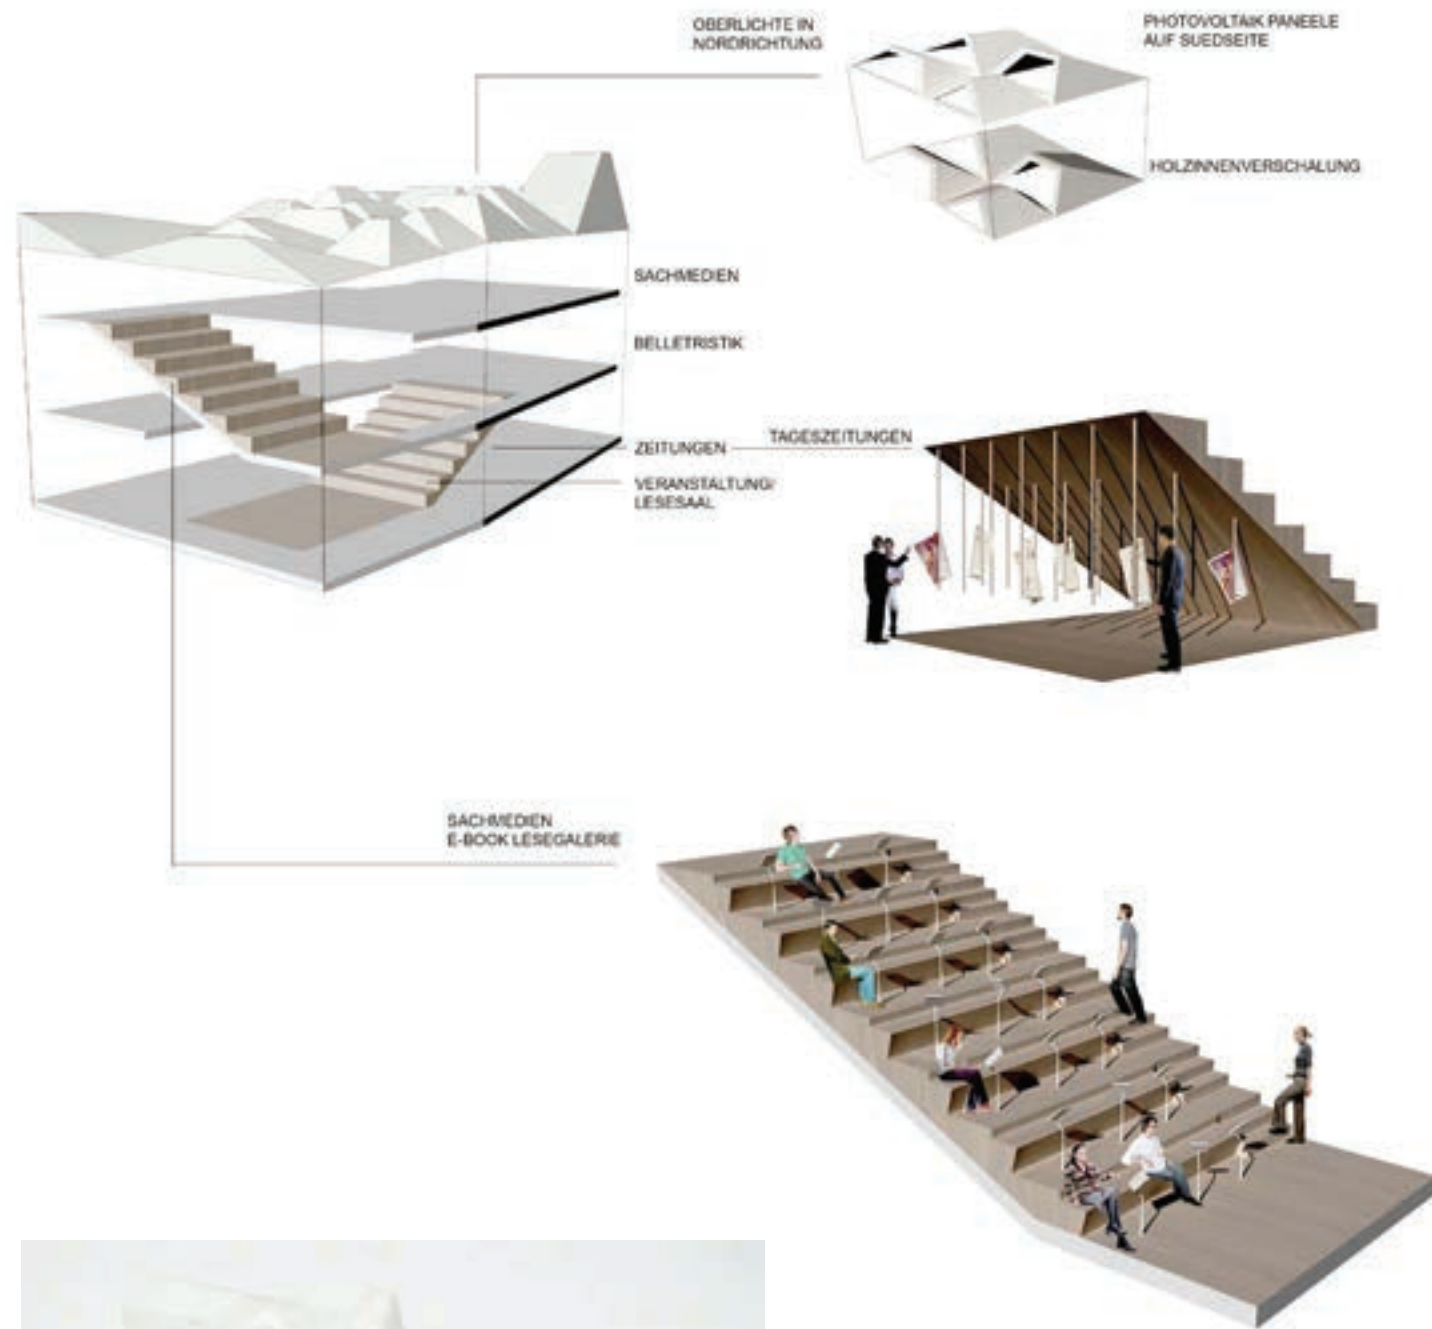 OBERLICHTE IN
NORDRICHTUNG
PHOTOVOLTAIK PANEELE
AUF SUEDSEITE
HOLZINNENVERSCHALUNG
SACHMEDIEN
BELLETRISTIK
ZEITUNGEN
TAGESZEITUNGEN
VERANSTALTUNG/
LESESAAL
SACHMEDIEN
E-BOOK LESEGALERIE